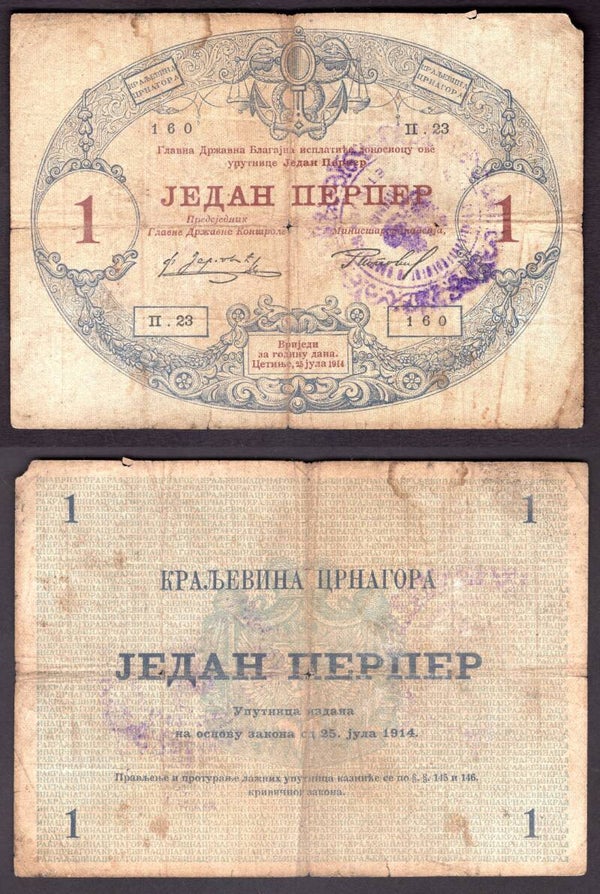 КРАЉЕВИНА
ЦРНАГОРА
КРАЉЕВИНА
ЦРНАГОРА
160
П.23
Главна Државна Благајна исплатиће доносиоцу ове
упутнице Један Перпер
1
ЈЕДАН ПЕРПЕР
1
Предсједник
Главне Државне Контроле
Министар
П.23
160
Вриједи
за годину дана.
Цетиње, 25 јула 1914
1
1
КРАЉЕВИНА ЦРНАГОРА
ЈЕДАН ПЕРПЕР
Упутница издана
на основу закона од 25. јула 1914.
Прављење и протурање лажних упутница казниће се по §. §. 145 и 146.
кривичног закона.
1
1